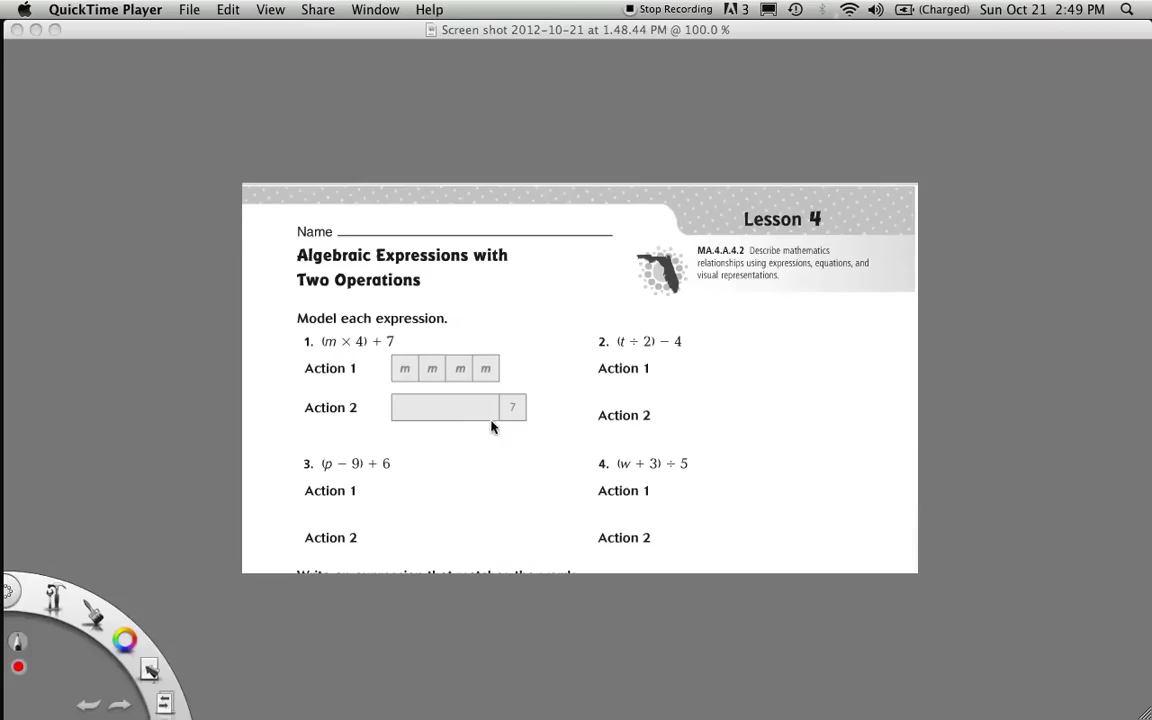 QuickTime Player File Edit View Share Window Help Stop Recording 3 (Charged) Sun Oct 21 2:49 PM
Screen shot 2012-10-21 at 1.48.44 PM @ 100.0 %
Lesson 4
Name
Algebraic Expressions with
Two Operations
MA.4.A.4.2 Describe mathematics
relationships using expressions, equations, and
visual representations.
Model each expression.
1. (m × 4) + 7
Action 1 m m m m
Action 2 7
2. (t ÷ 2) − 4
Action 1
Action 2
3. (p − 9) + 6
Action 1
Action 2
4. (w + 3) ÷ 5
Action 1
Action 2